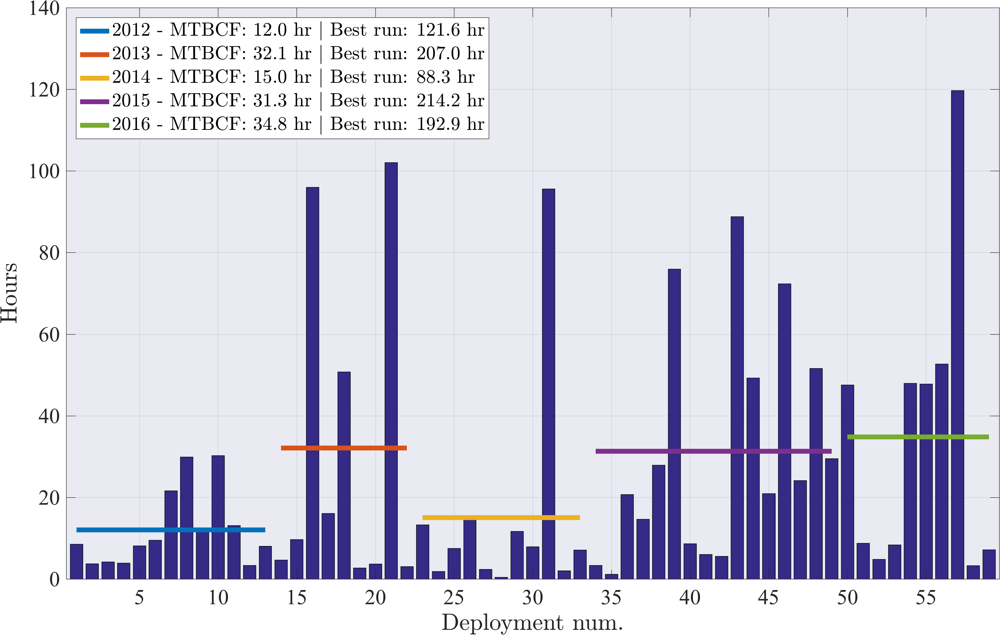 140
120
100
80
60
40
20
0
Hours
2012 - MTBCF: 12.0 hr | Best run: 121.6 hr
2013 - MTBCF: 32.1 hr | Best run: 207.0 hr
2014 - MTBCF: 15.0 hr | Best run: 88.3 hr
2015 - MTBCF: 31.3 hr | Best run: 214.2 hr
2016 - MTBCF: 34.8 hr | Best run: 192.9 hr
5 10 15 20 25 30 35 40 45 50 55
Deployment num.